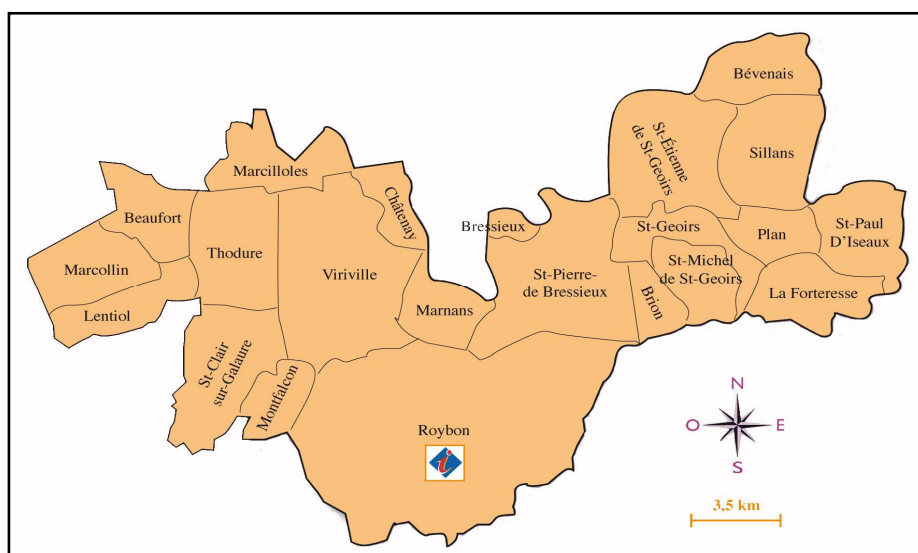 Bévenais
St-Étienne
de St-Geoirs
Sillans
Marcilloles
Châtenay
Beaufort
Bressieux
St-Geoirs
Plan
St-Paul
D'Iseaux
Thodure
Marcollin
Viriville
St-Pierre-
de Bressieux
St-Michel
de St-Geoirs
Brion
La Forteresse
Lentiol
Marnans
St-Clair
sur-Galaure
Montfalcon
Roybon
i
N
O
E
S
3,5 km